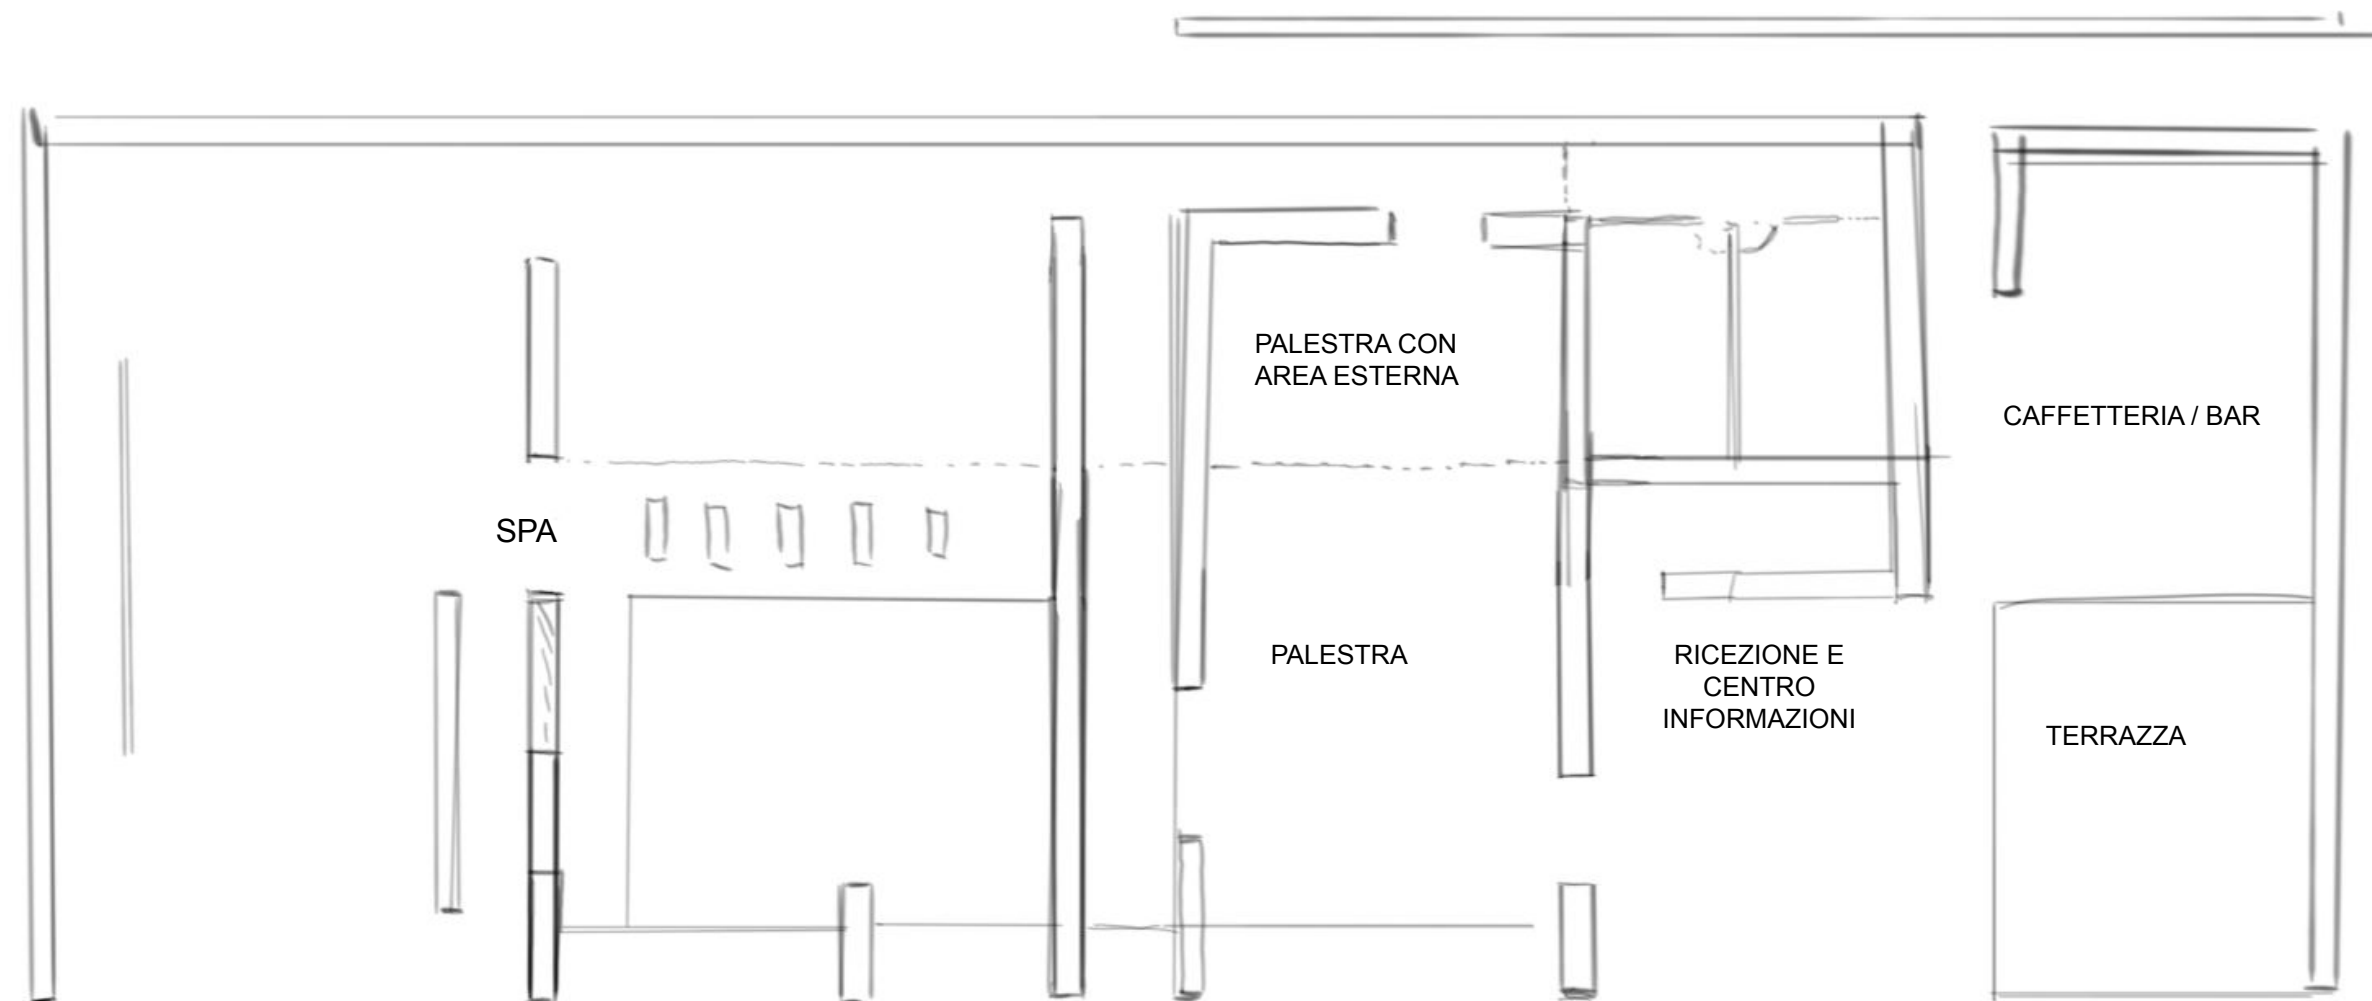 PALESTRA CON
AREA ESTERNA
CAFFETTERIA / BAR
SPA
PALESTRA
RICEZIONE E
CENTRO
INFORMAZIONI
TERRAZZA